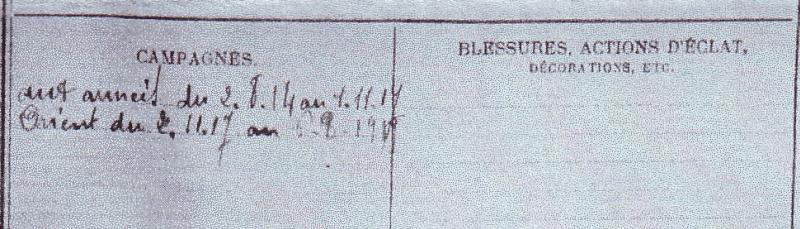 CAMPAGNES.
BLESSURES, ACTIONS D'ÉCLAT,
DÉCORATIONS, ETC.
aux armées du 2.8.14 au 1.11.17
Orient du 2.11.17 au